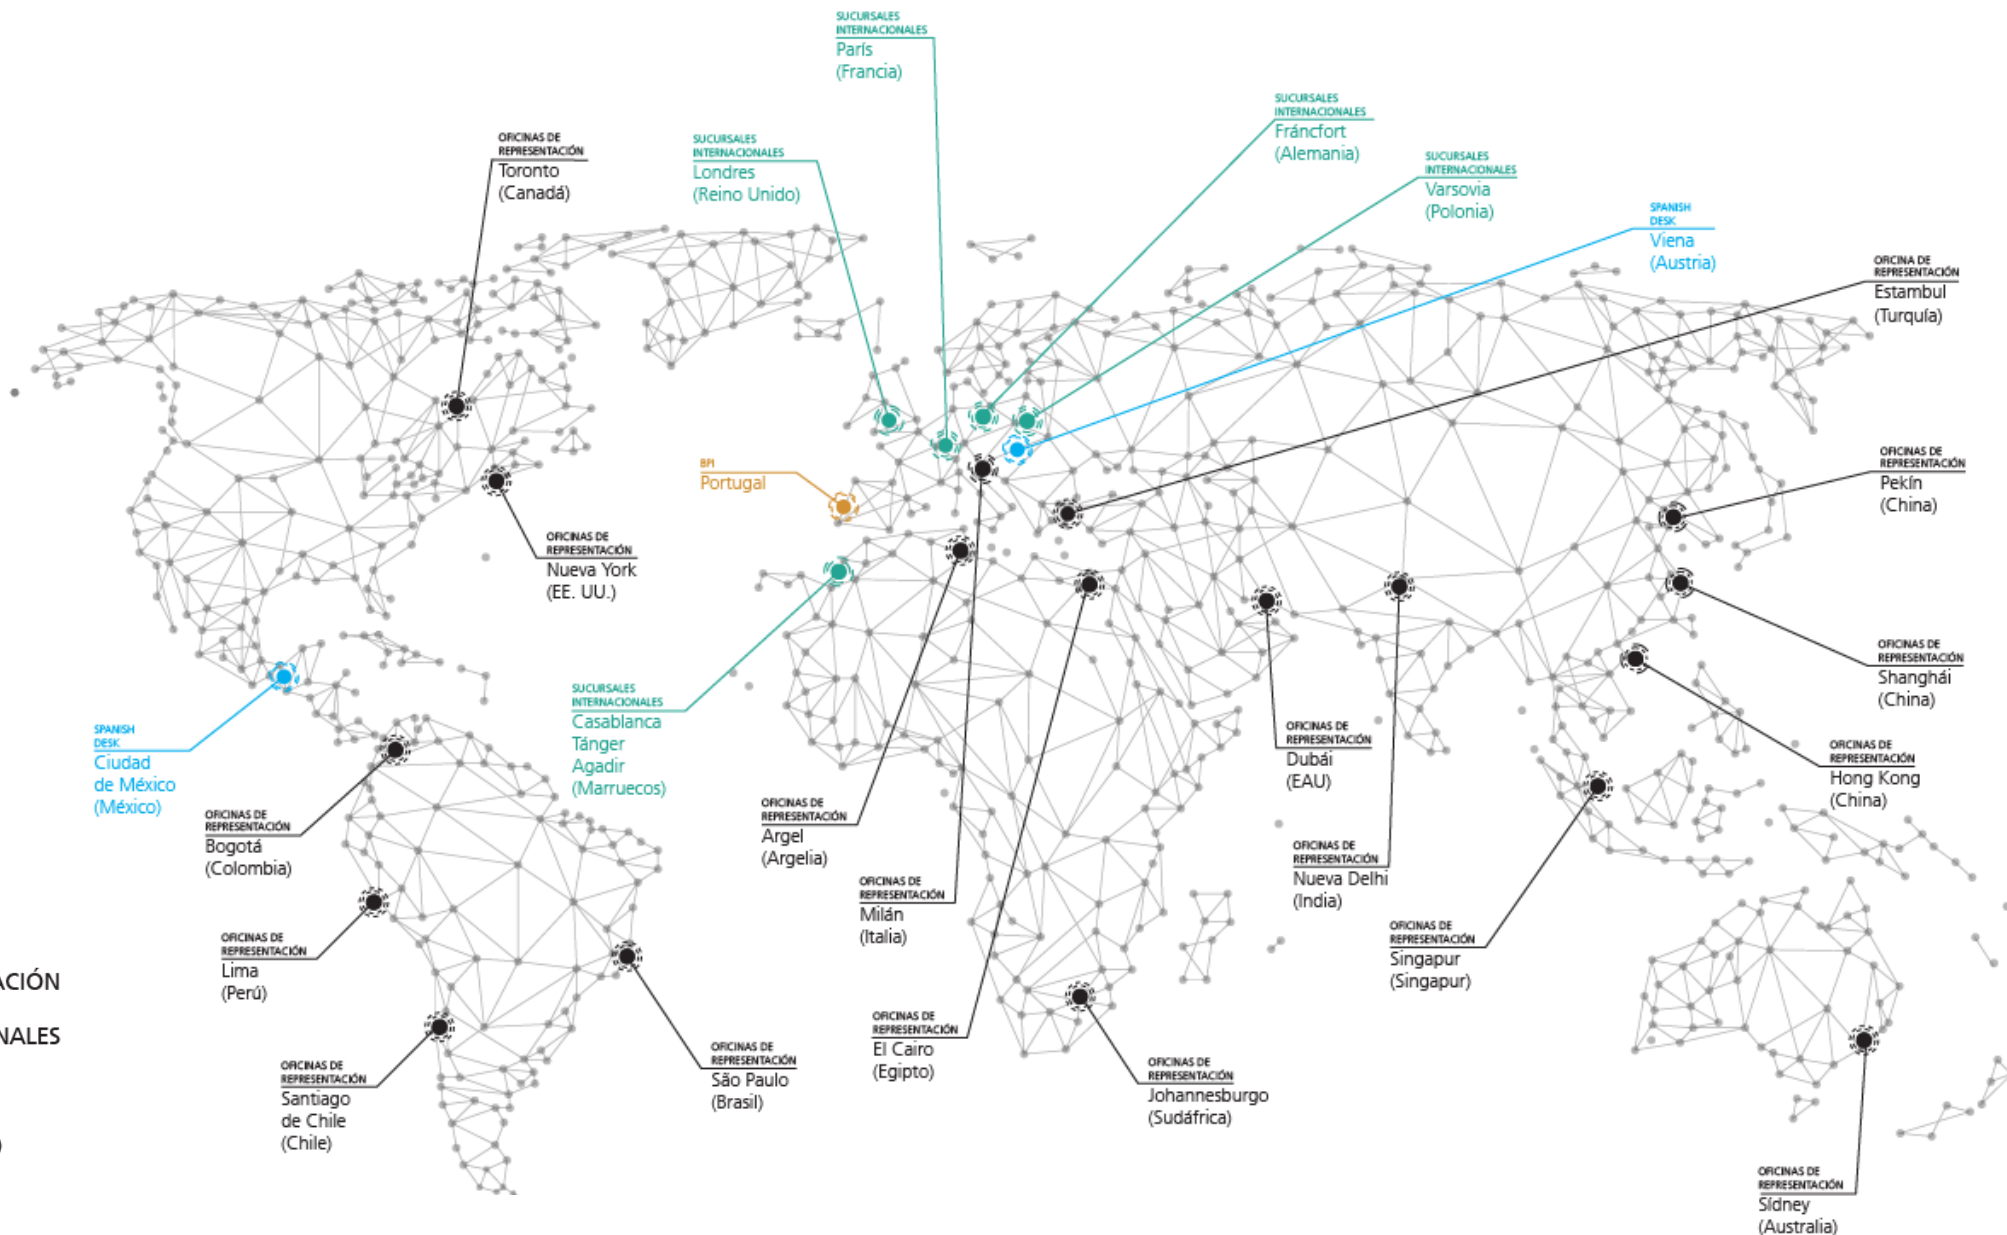 SUCURSALES
INTERNACIONALES
París
(Francia)
SUCURSALES
INTERNACIONALES
Fráncfort
(Alemania)
OFICINAS DE
REPRESENTACIÓN
Toronto
(Canadá)
SUCURSALES
INTERNACIONALES
Londres
(Reino Unido)
SUCURSALES
INTERNACIONALES
Varsovia
(Polonia)
SPANISH
DESK
Viena
(Austria)
OFICINA DE
REPRESENTACIÓN
Estambul
(Turquía)
BPI
Portugal
OFICINAS DE
REPRESENTACIÓN
Pekín
(China)
OFICINAS DE
REPRESENTACIÓN
Nueva York
(EE. UU.)
OFICINAS DE
REPRESENTACIÓN
Shanghái
(China)
SUCURSALES
INTERNACIONALES
Casablanca
Tánger
Agadir
(Marruecos)
SPANISH
DESK
Ciudad
de México
(México)
OFICINAS DE
REPRESENTACIÓN
Dubái
(EAU)
OFICINAS DE
REPRESENTACIÓN
Hong Kong
(China)
OFICINAS DE
REPRESENTACIÓN
Bogotá
(Colombia)
OFICINAS DE
REPRESENTACIÓN
Argel
(Argelia)
OFICINAS DE
REPRESENTACIÓN
Nueva Delhi
(India)
OFICINAS DE
REPRESENTACIÓN
Milán
(Italia)
OFICINAS DE
REPRESENTACIÓN
Singapur
(Singapur)
OFICINAS DE
REPRESENTACIÓN
Lima
(Perú)
ACIÓN
NALES
)
OFICINAS DE
REPRESENTACIÓN
El Cairo
(Egipto)
OFICINAS DE
REPRESENTACIÓN
São Paulo
(Brasil)
OFICINAS DE
REPRESENTACIÓN
Johannesburgo
(Sudáfrica)
OFICINAS DE
REPRESENTACIÓN
Santiago
de Chile
(Chile)
OFICINAS DE
REPRESENTACIÓN
Sídney
(Australia)